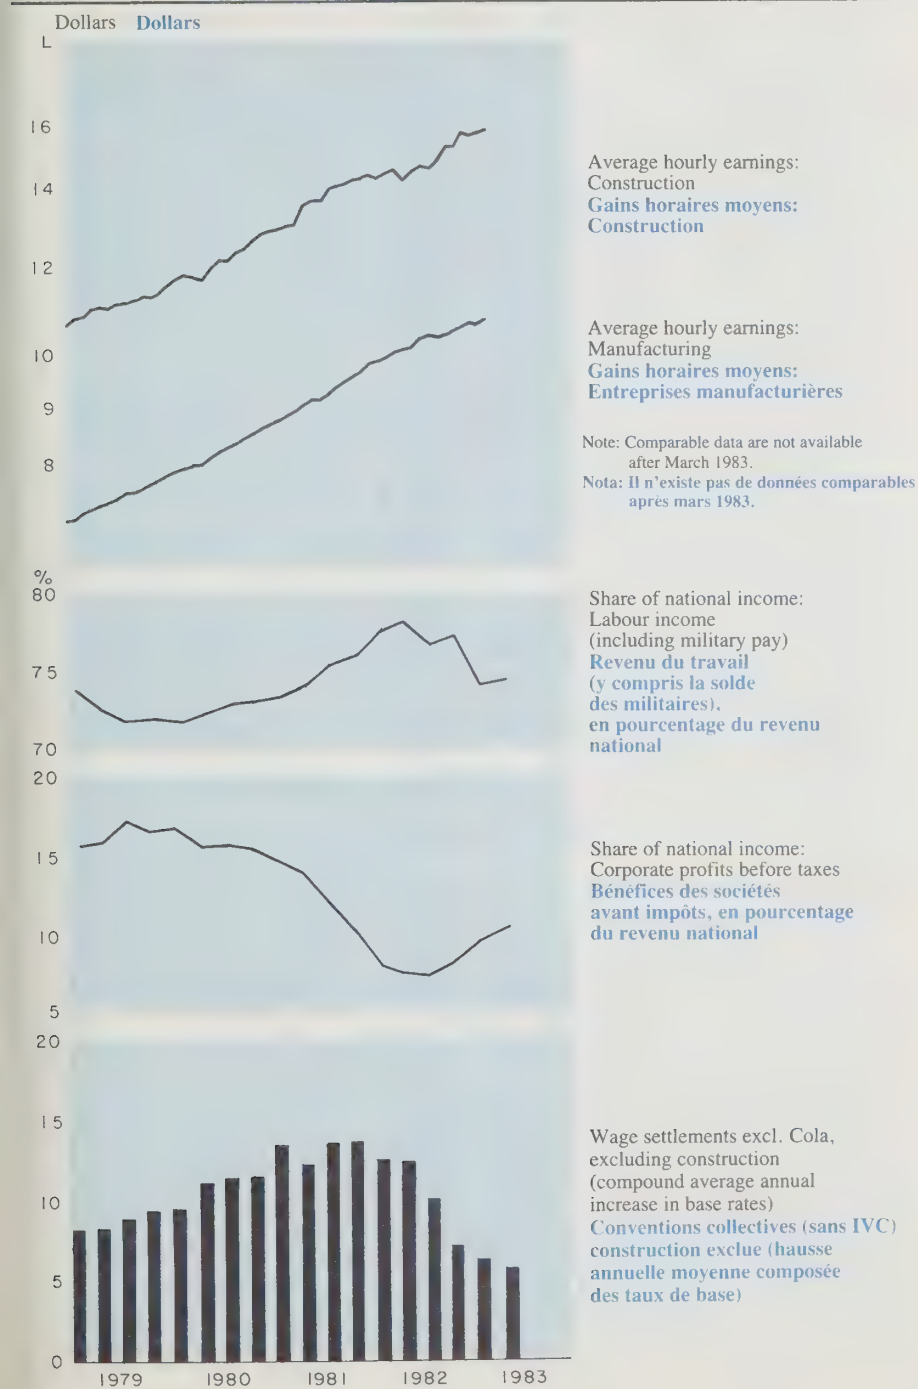 Dollars Dollars
L
16
14
12
10
9
8
Average hourly earnings:
Construction
Gains horaires moyens:
Construction
Average hourly earnings:
Manufacturing
Gains horaires moyens:
Entreprises manufacturières
Note: Comparable data are not available
after March 1983.
Nota: Il n'existe pas de données comparables
après mars 1983.
%
80
75
70
Share of national income:
Labour income
(including military pay)
Revenu du travail
(y compris la solde
des militaires),
en pourcentage du revenu
national
20
15
10
5
Share of national income:
Corporate profits before taxes
Bénéfices des sociétés
avant impôts, en pourcentage
du revenu national
20
15
10
5
0
Wage settlements excl. Cola,
excluding construction
(compound average annual
increase in base rates)
Conventions collectives (sans IVC)
construction exclue (hausse
annuelle moyenne composée
des taux de base)
1979 1980 1981 1982 1983